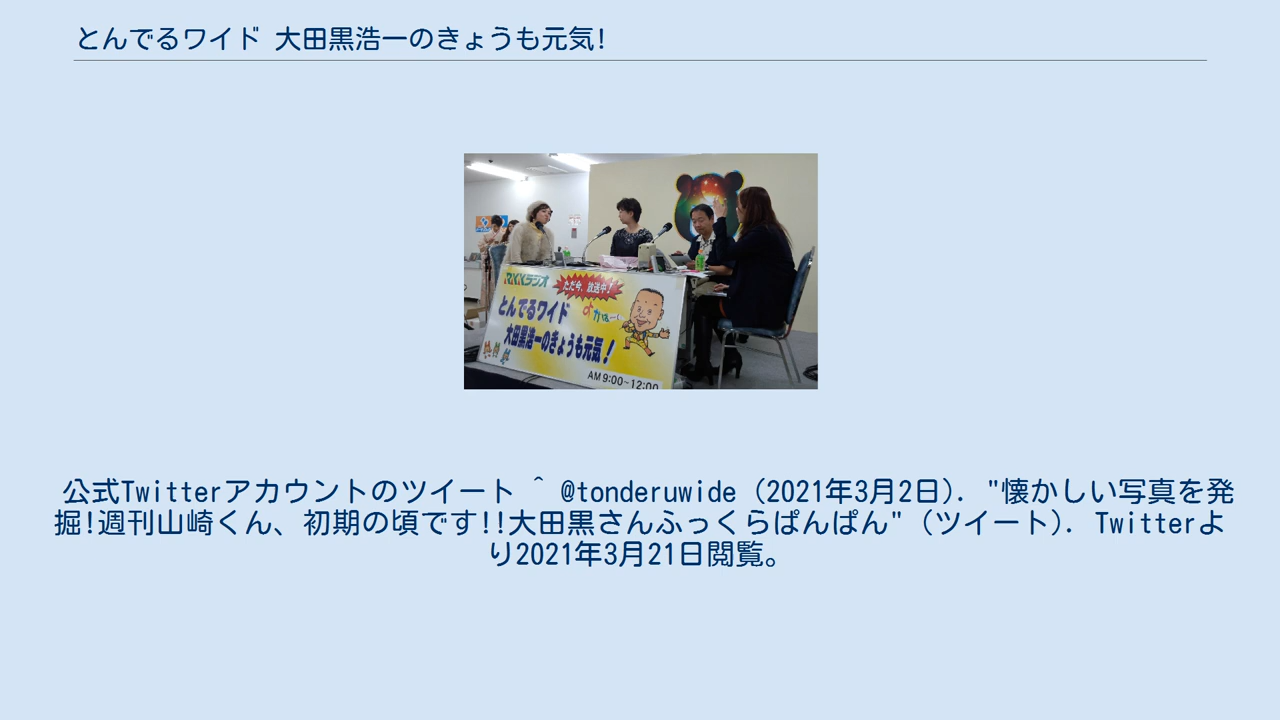 とんでるワイド 大田黒浩一のきょうも元気!
RKKラジオ
ただ今、放送中!
とんでるワイド
大田黒浩一のきょうも元気!
AM 9:00~12:00
公式Twitterアカウントのツイート ^ @tonderuwide (2021年3月2日). "懐かしい写真を発
掘!週刊山崎くん、初期の頃です!!大田黒さんふっくらぱんぱん" (ツイート). Twitterよ
り2021年3月21日閲覧。